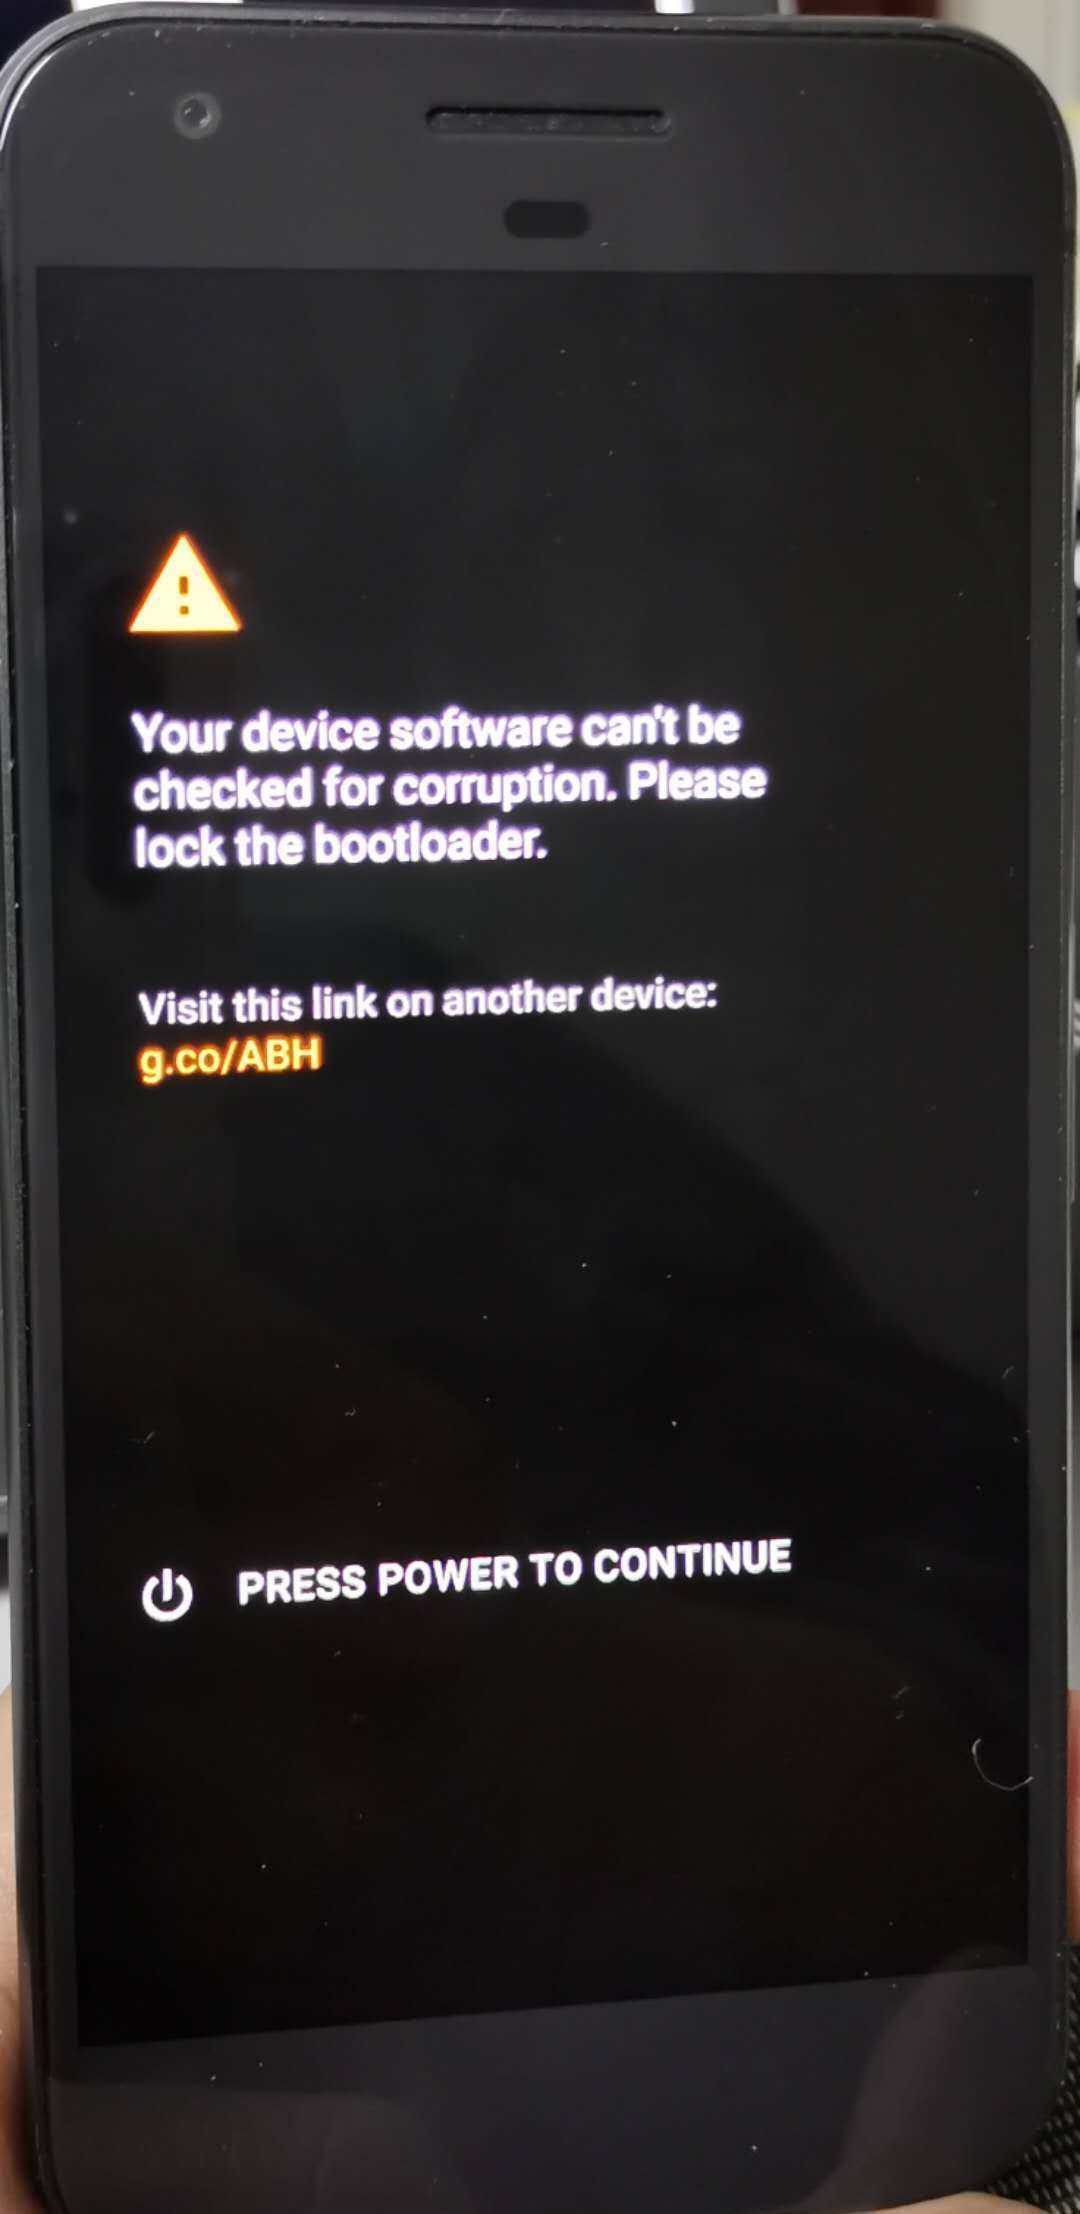 Your device software can't be
checked for corruption. Please
lock the bootloader.
Visit this link on another device:
g.co/ABH
PRESS POWER TO CONTINUE